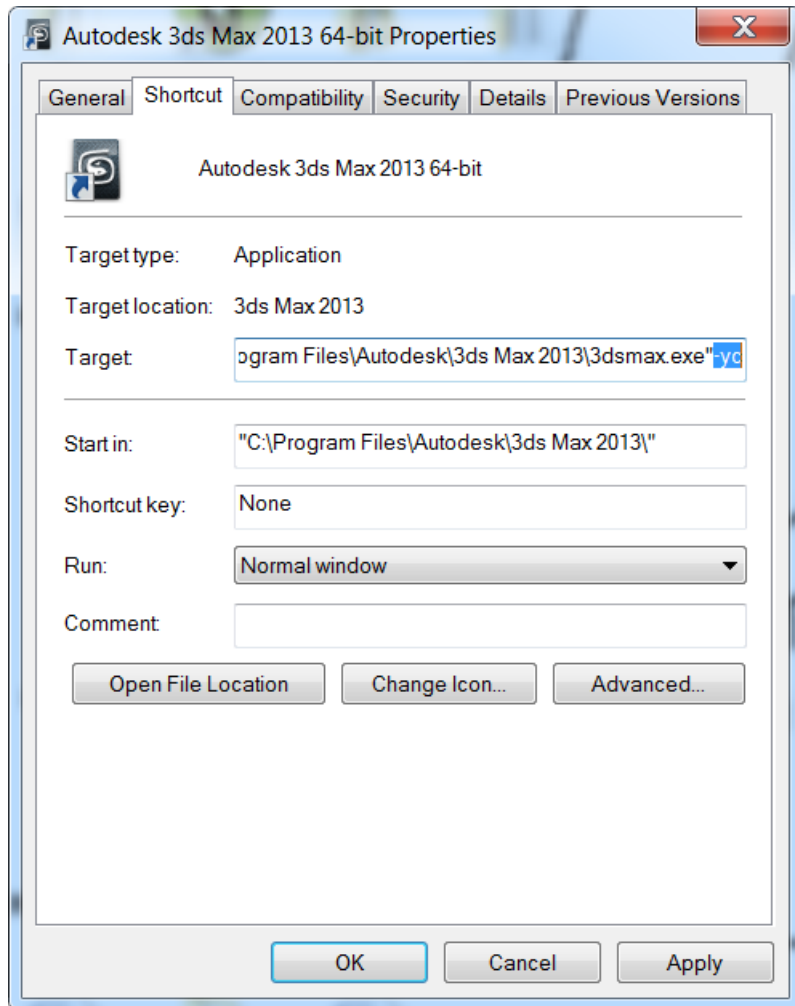 Autodesk 3ds Max 2013 64-bit Properties
General Shortcut Compatibility Security Details Previous Versions
Autodesk 3ds Max 2013 64-bit
Target type: Application
Target location: 3ds Max 2013
Target: ogram Files\Autodesk\3ds Max 2013\3dsmax.exe"-yc
Start in: "C:\Program Files\Autodesk\3ds Max 2013\"
Shortcut key: None
Run: Normal window
Comment:
Open File Location Change Icon... Advanced...
OK Cancel Apply